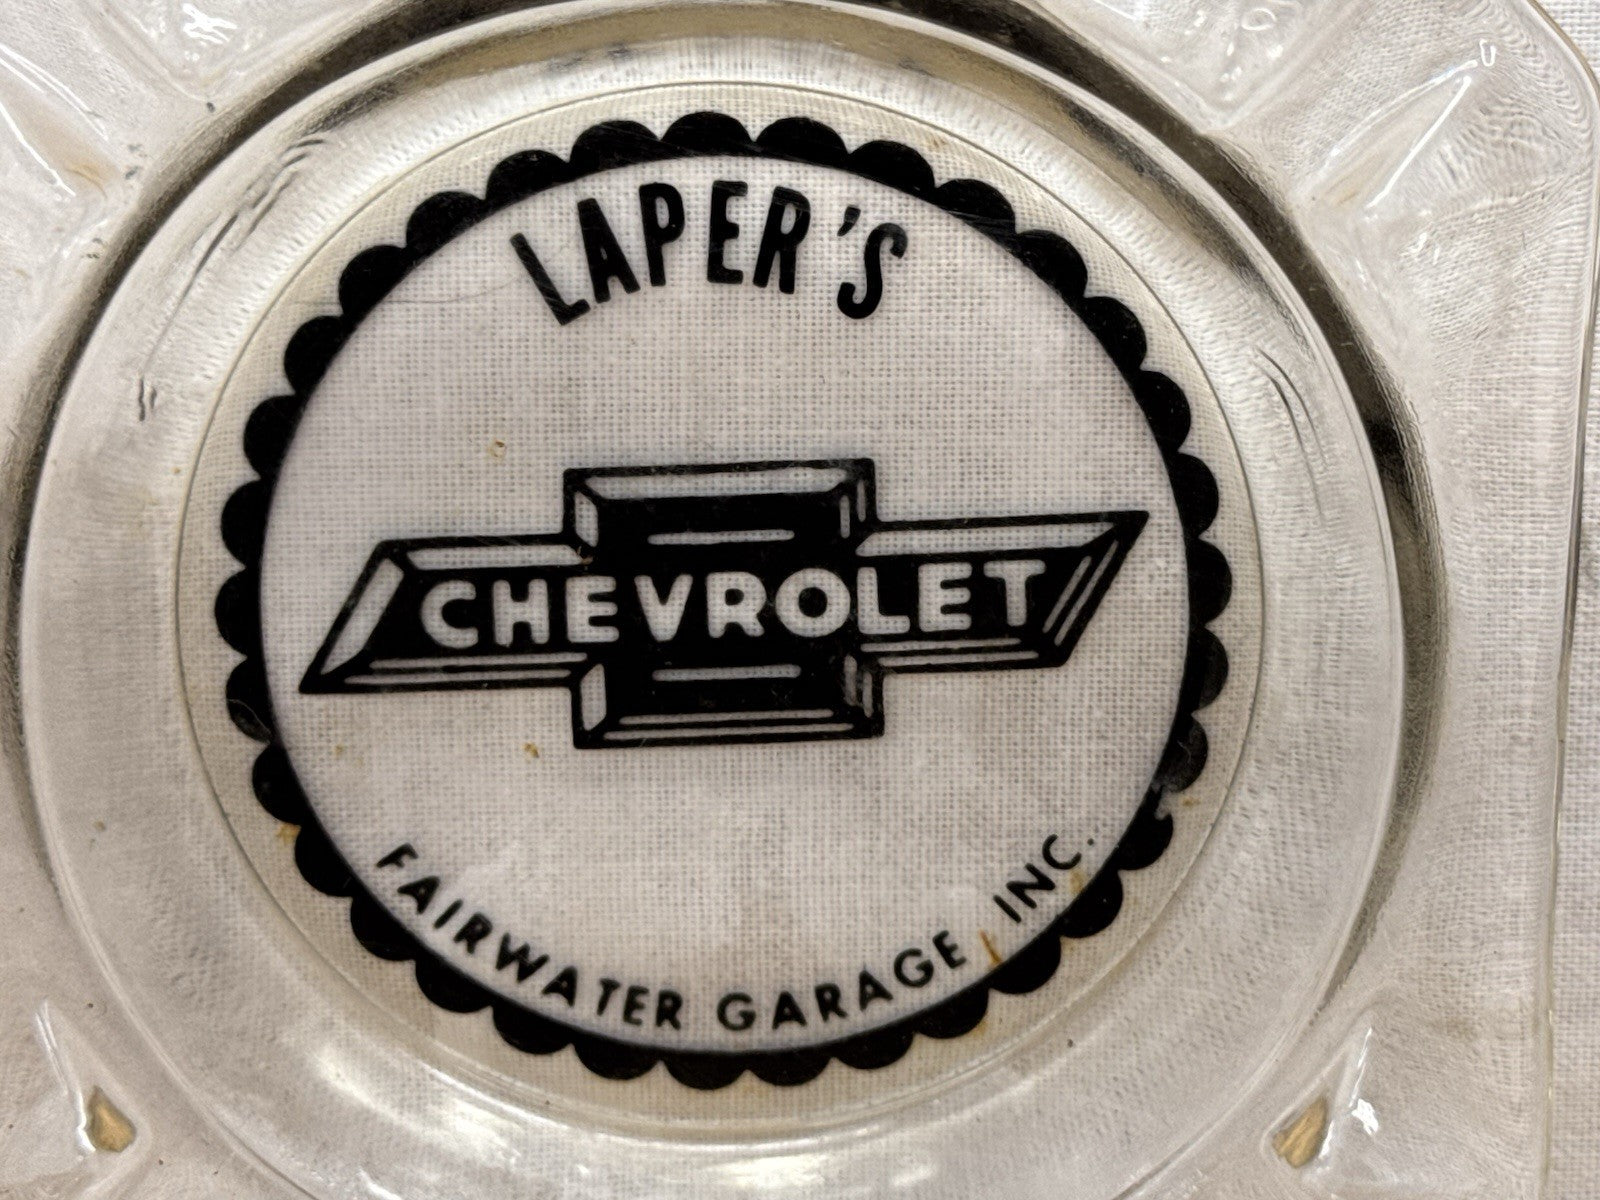 LAPER'S
CHEVROLET
FAIRWATER GARAGE INC.